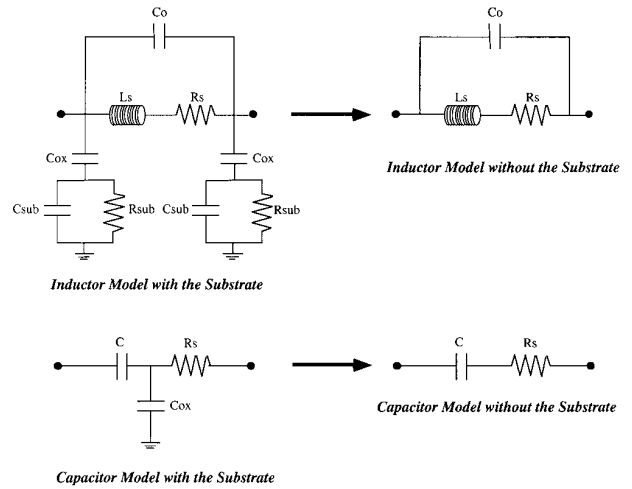 Co
Co
Ls
Rs
Ls
Rs
Cox
Cox
Inductor Model without the Substrate
Csub
Rsub
Csub
Rsub
Inductor Model with the Substrate
C
Rs
C
Rs
Cox
Capacitor Model without the Substrate
Capacitor Model with the Substrate